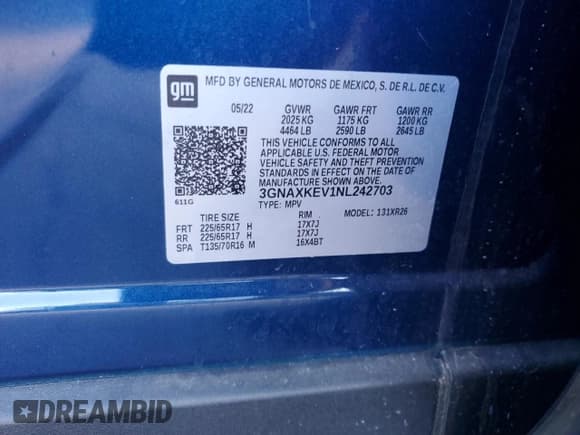 gm
MFD BY GENERAL MOTORS DE MEXICO, S. DE R.L. DE C.V.
05/22 GVWR GAWR FRT GAWR RR
2025 KG 1175 KG 1200 KG
4464 LB 2590 LB 2645 LB
THIS VEHICLE CONFORMS TO ALL
APPLICABLE U.S. FEDERAL MOTOR
VEHICLE SAFETY AND THEFT PREVENTION
STANDARDS IN EFFECT ON THE DATE OF
MANUFACTURE SHOWN ABOVE.
3GNAXKEV1NL242703
611G TYPE: MPV MODEL: 131XR26
TIRE SIZE RIM
FRT 225/65R17 H 17X7J
RR 225/65R17 H 17X7J
SPA T135/70R16 M 16X4BT
DREAMBID